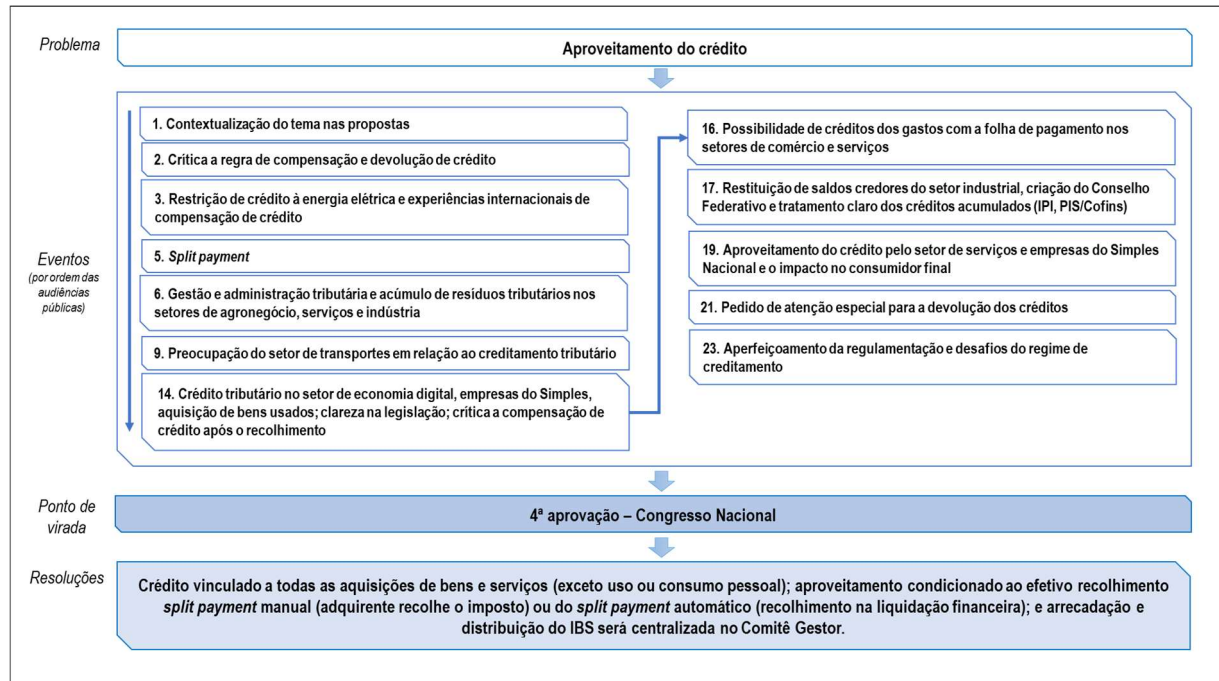 Problema
Aproveitamento do crédito
Eventos
(por ordem das
audiências
públicas)
1. Contextualização do tema nas propostas
2. Critica a regra de compensação e devolução de crédito
3. Restrição de crédito à energia elétrica e experiências internacionais de
compensação de crédito
5. Split payment
6. Gestão e administração tributária e acúmulo de resíduos tributários nos
setores de agronegócio, serviços e indústria
9. Preocupação do setor de transportes em relação ao creditamento tributário
14. Crédito tributário no setor de economia digital, empresas do Simples,
aquisição de bens usados; clareza na legislação; critica a compensação de
crédito após o recolhimento
16. Possibilidade de créditos dos gastos com a folha de pagamento nos
setores de comércio e serviços
17. Restituição de saldos credores do setor industrial, criação do Conselho
Federativo e tratamento claro dos créditos acumulados (IPI, PIS/Cofins)
19. Aproveitamento do crédito pelo setor de serviços e empresas do Simples
Nacional e o impacto no consumidor final
21. Pedido de atenção especial para a devolução dos créditos
23. Aperfeiçoamento da regulamentação e desafios do regime de
creditamento
Ponto de
virada
4ª aprovação – Congresso Nacional
Resoluções
Crédito vinculado a todas as aquisições de bens e serviços (exceto uso ou consumo pessoal); aproveitamento condicionado ao efetivo recolhimento
split payment manual (adquirente recolhe o imposto) ou do split payment automático (recolhimento na liquidação financeira); e arrecadação e
distribuição do IBS será centralizada no Comitê Gestor.